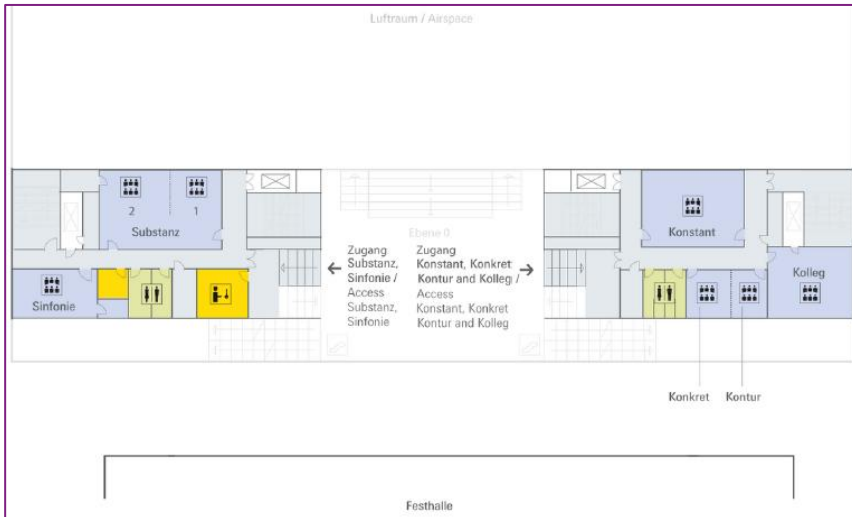 Luftraum / Airspace
2
1
Substanz
Konstant
Kolleg
Sinfonie
Ebene 0
Zugang
Substanz,
Sinfonie /
Access
Substanz,
Sinfonie
Zugang
Konstant, Konkret
Kontur and Kolleg /
Access
Konstant, Konkret
Kontur and Kolleg
Konkret
Kontur
Festhalle